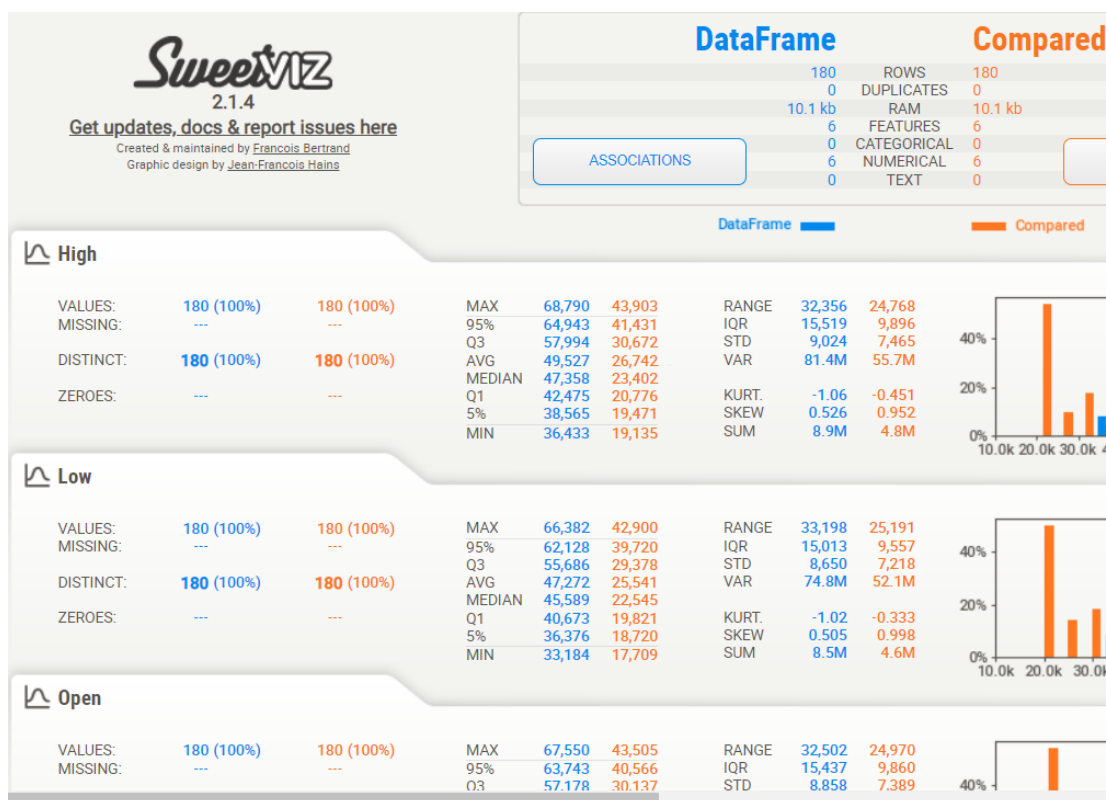 SweetVIZ
2.1.4
Get updates, docs & report issues here
Created & maintained by Francois Bertrand
Graphic design by Jean-Francois Hains
DataFrame Compared
180 ROWS 180
0 DUPLICATES 0
10.1 kb RAM 10.1 kb
6 FEATURES 6
0 CATEGORICAL 0
6 NUMERICAL 6
0 TEXT 0
ASSOCIATIONS
DataFrame Compared
High
VALUES: 180 (100%) 180 (100%)
MISSING: --- ---
DISTINCT: 180 (100%) 180 (100%)
ZEROES: --- ---
MAX 68,790 43,903
95% 64,943 41,431
Q3 57,994 30,672
AVG 49,527 26,742
MEDIAN 47,358 23,402
Q1 42,475 20,776
5% 38,565 19,471
MIN 36,433 19,135
RANGE 32,356 24,768
IQR 15,519 9,896
STD 9,024 7,465
VAR 81.4M 55.7M
KURT. -1.06 -0.451
SKEW 0.526 0.952
SUM 8.9M 4.8M
40%
20%
0%
10.0k 20.0k 30.0k 4
Low
VALUES: 180 (100%) 180 (100%)
MISSING: --- ---
DISTINCT: 180 (100%) 180 (100%)
ZEROES: --- ---
MAX 66,382 42,900
95% 62,128 39,720
Q3 55,686 29,378
AVG 47,272 25,541
MEDIAN 45,589 22,545
Q1 40,673 19,821
5% 36,376 18,720
MIN 33,184 17,709
RANGE 33,198 25,191
IQR 15,013 9,557
STD 8,650 7,218
VAR 74.8M 52.1M
KURT. -1.02 -0.333
SKEW 0.505 0.998
SUM 8.5M 4.6M
40%
20%
0%
10.0k 20.0k 30.0k
Open
VALUES: 180 (100%) 180 (100%)
MISSING: --- ---
MAX 67,550 43,505
95% 63,743 40,566
Q3 57,178 30,137
RANGE 32,502 24,970
IQR 15,437 9,860
STD 8,858 7,389
40%